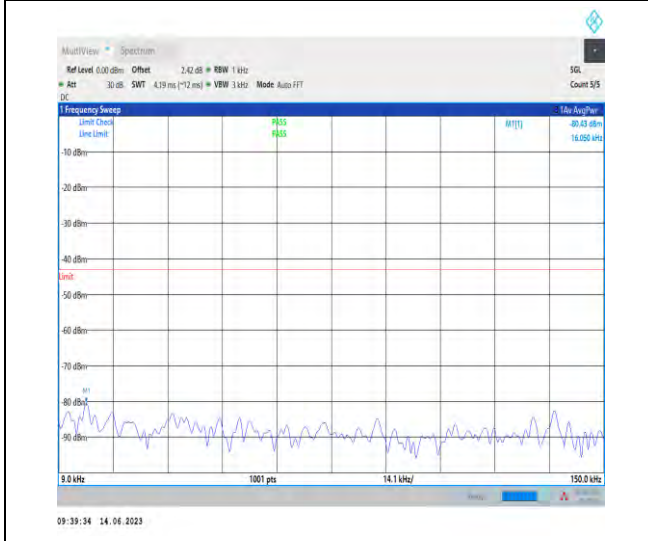 MultiView Spectrum
Ref Level 0.00 dBm Offset 2.42 dB RBW 1 kHz SGL
Att 30 dB SWT 4.19 ms (~12 ms) VBW 3 kHz Mode Auto FFT Count 5/5
DC
1 Frequency Sweep 1Av AvgPwr
Limit Check PASS M1[1] -80.43 dBm
Line Limit PASS 16.050 kHz
-10 dBm
-20 dBm
-30 dBm
-40 dBm
Limit
-50 dBm
-60 dBm
-70 dBm
M1
-80 dBm
-90 dBm
9.0 kHz 1001 pts 14.1 kHz/ 150.0 kHz
09:39:34 14.06.2023